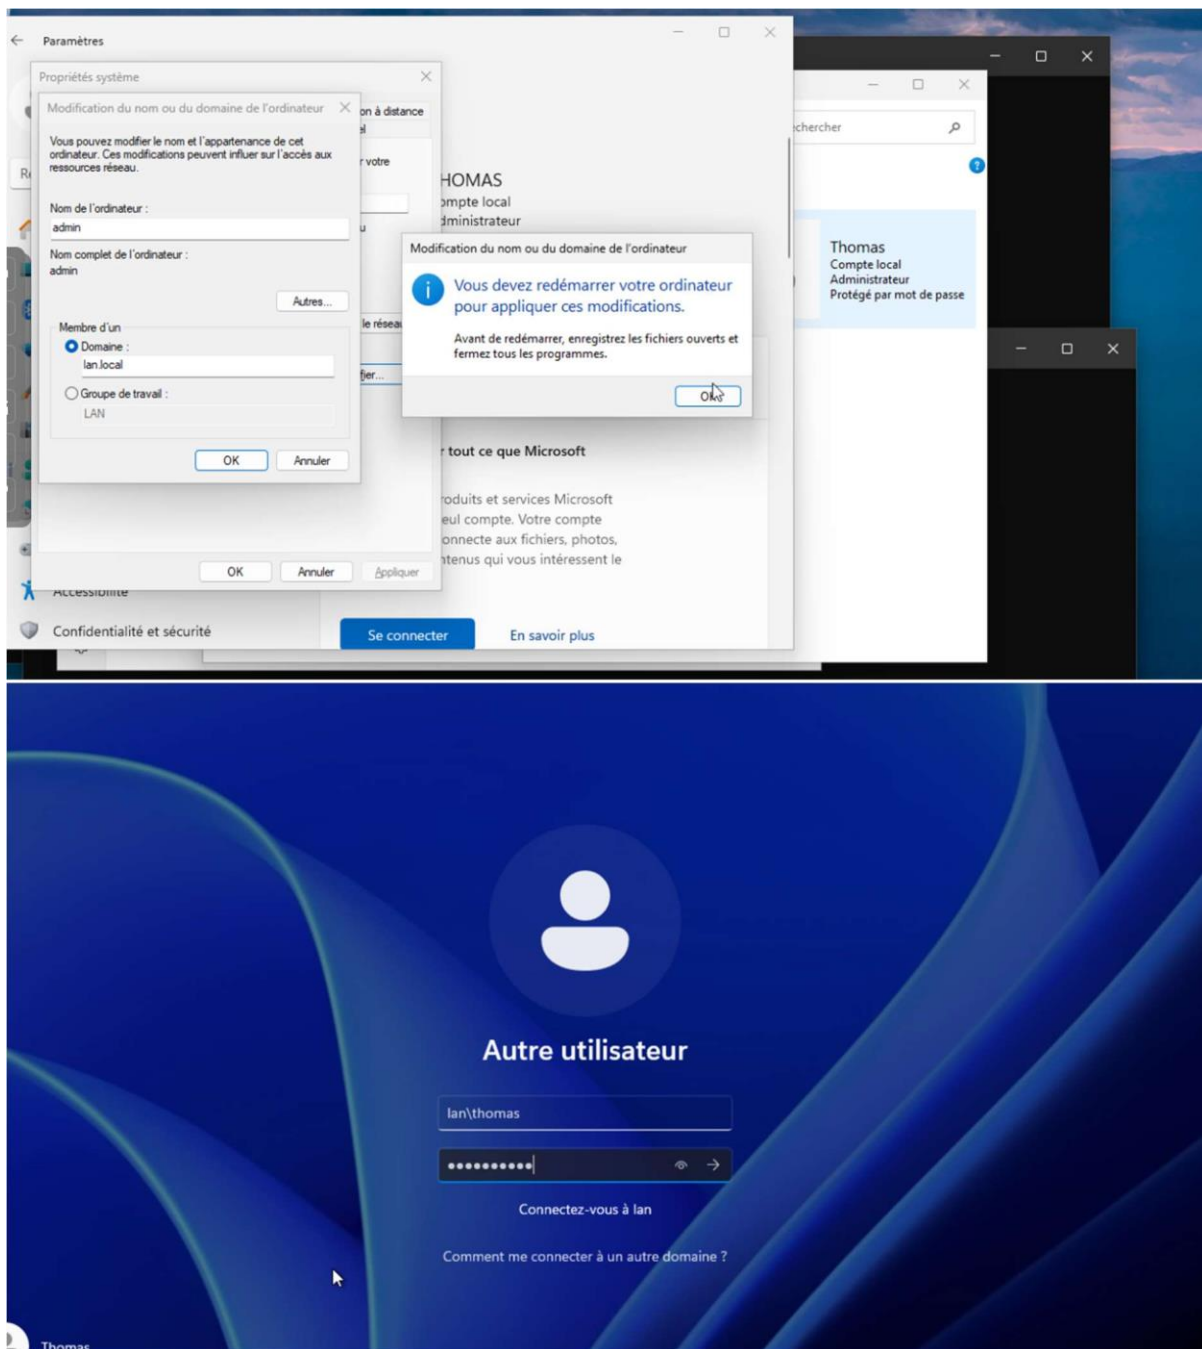 Paramètres
Propriétés système
Modification du nom ou du domaine de l'ordinateur
on à distance
Vous pouvez modifier le nom et l'appartenance de cet
ordinateur. Ces modifications peuvent influer sur l'accès aux
ressources réseau.
r votre
Nom de l'ordinateur :
admin
Nom complet de l'ordinateur :
admin
Autres...
le réseau
Membre d'un
Domaine :
lan.local
fier...
Groupe de travail :
LAN
OK
Annuler
OK
Annuler
Appliquer
HOMAS
ompte local
dministrateur
Modification du nom ou du domaine de l'ordinateur
Vous devez redémarrer votre ordinateur
pour appliquer ces modifications.
Avant de redémarrer, enregistrez les fichiers ouverts et
fermez tous les programmes.
OK
echercher
Thomas
Compte local
Administrateur
Protégé par mot de passe
r tout ce que Microsoft
roduits et services Microsoft
eul compte. Votre compte
onnecte aux fichiers, photos,
ntenus qui vous intéressent le
Accessibilité
Confidentialité et sécurité
Se connecter
En savoir plus
Autre utilisateur
lan\thomas
Connectez-vous à lan
Comment me connecter à un autre domaine ?
Thomas